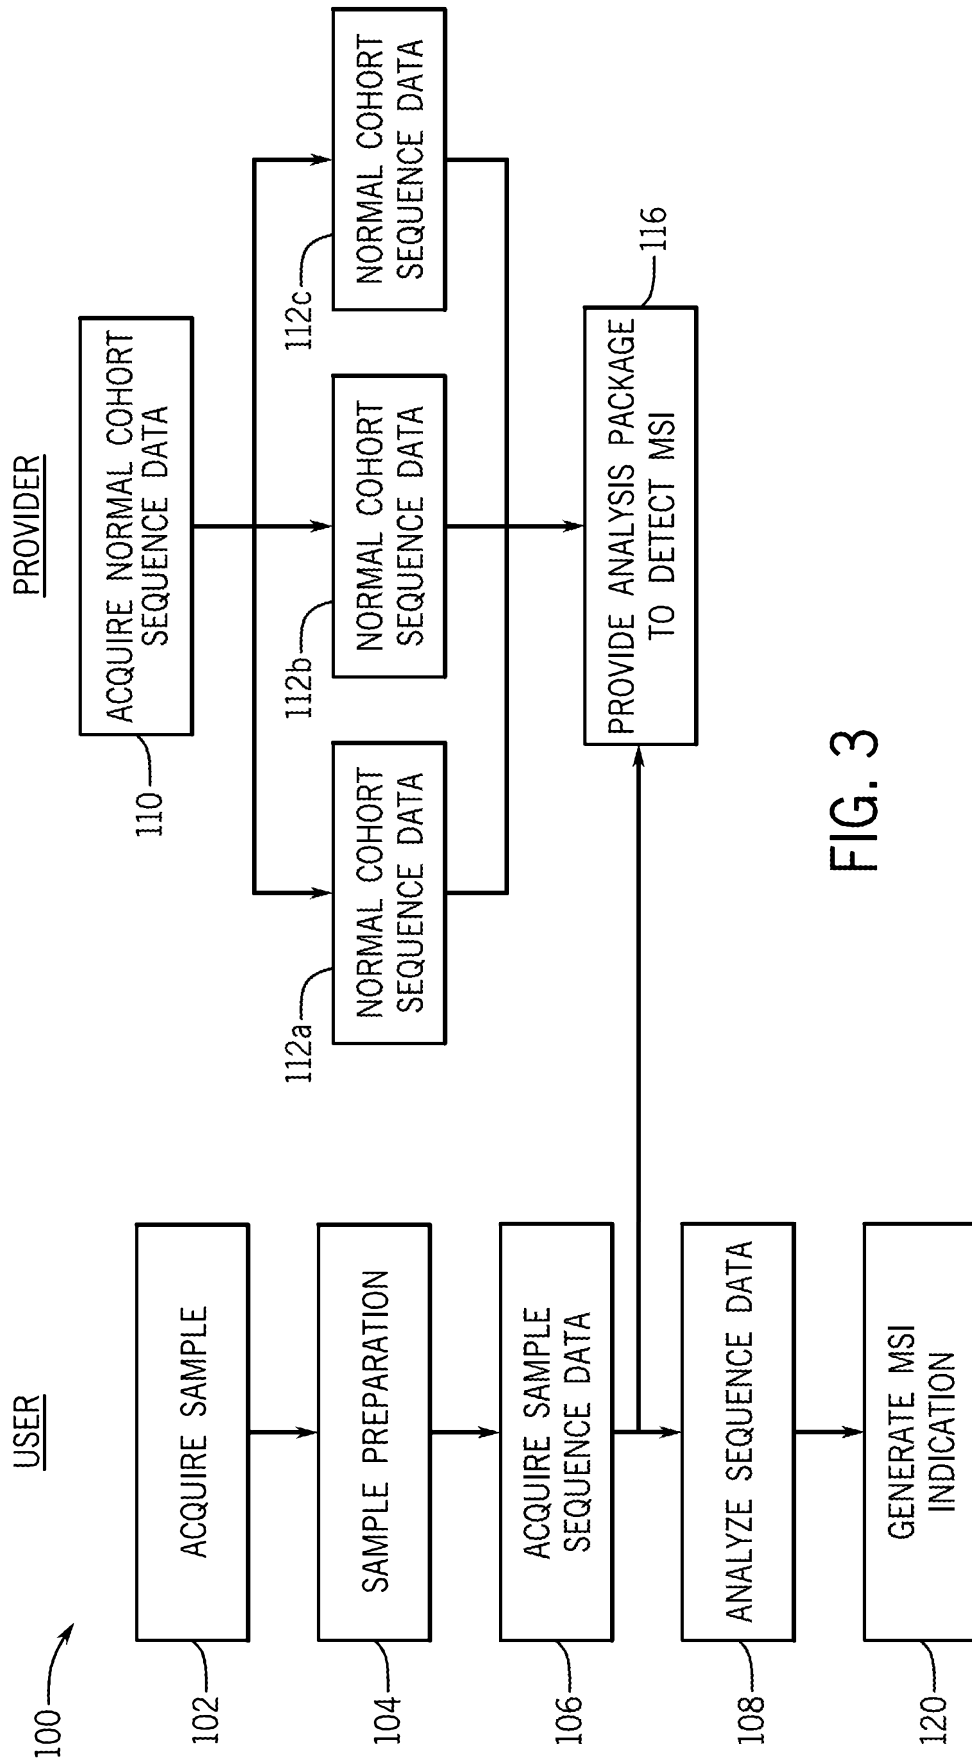 100
USER
102
ACQUIRE SAMPLE
104
SAMPLE PREPARATION
106
ACQUIRE SAMPLE
SEQUENCE DATA
108
ANALYZE SEQUENCE DATA
120
GENERATE MSI
INDICATION
PROVIDER
110
ACQUIRE NORMAL COHORT
SEQUENCE DATA
112a
NORMAL COHORT
SEQUENCE DATA
112b
NORMAL COHORT
SEQUENCE DATA
112c
NORMAL COHORT
SEQUENCE DATA
116
PROVIDE ANALYSIS PACKAGE
TO DETECT MSI
FIG. 3